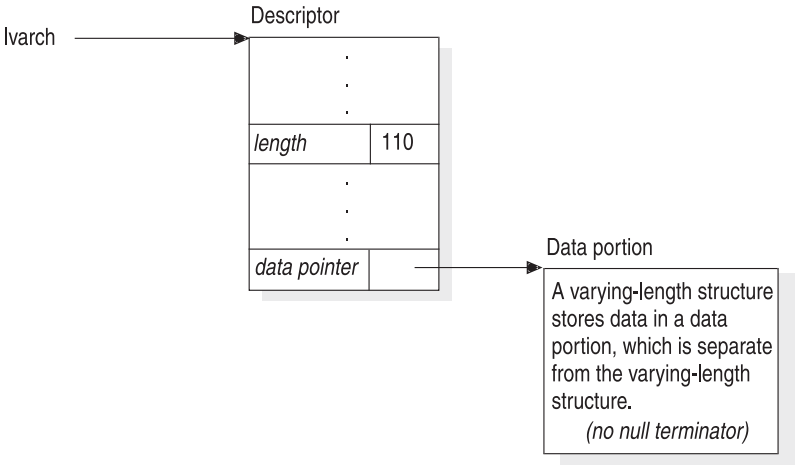 Descriptor
lvarch
length 110
data pointer
Data portion
A varying-length structure
stores data in a data
portion, which is separate
from the varying-length
structure.
(no null terminator)